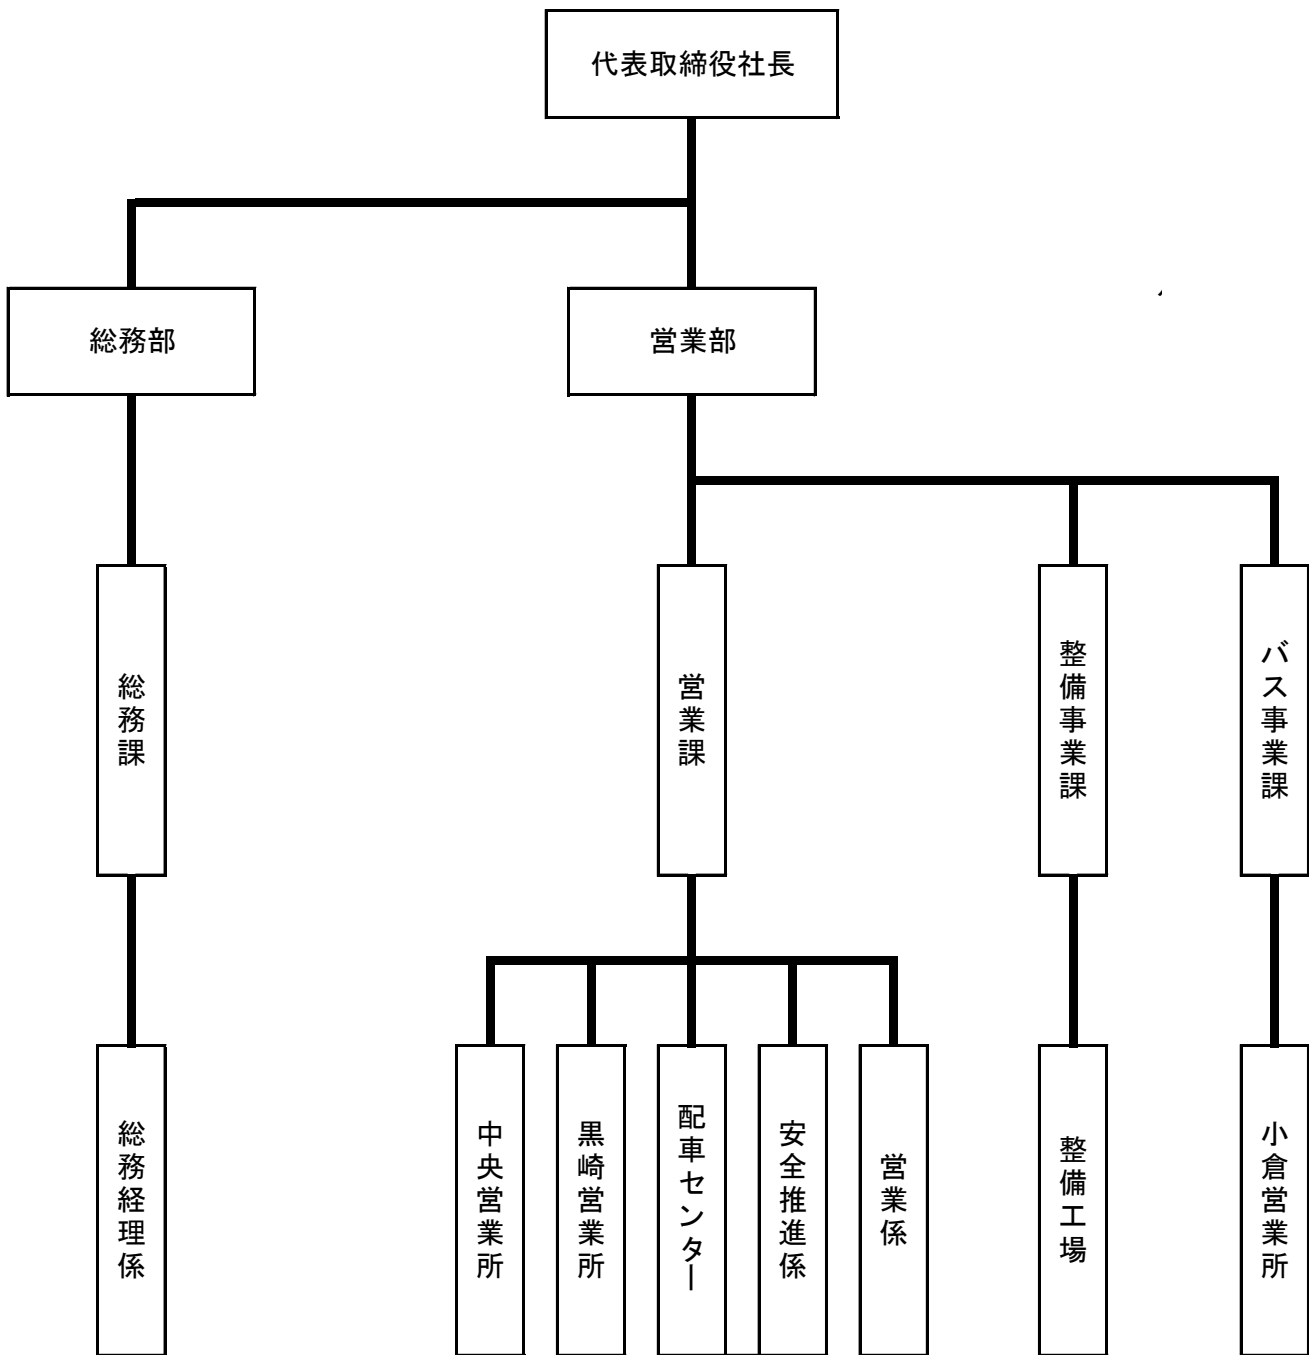 代表取締役社長
総務部
営業部
総務課
営業課
整備事業課
バス事業課
総務経理係
中央営業所
黒崎営業所
配車センター
安全推進係
営業係
整備工場
小倉営業所